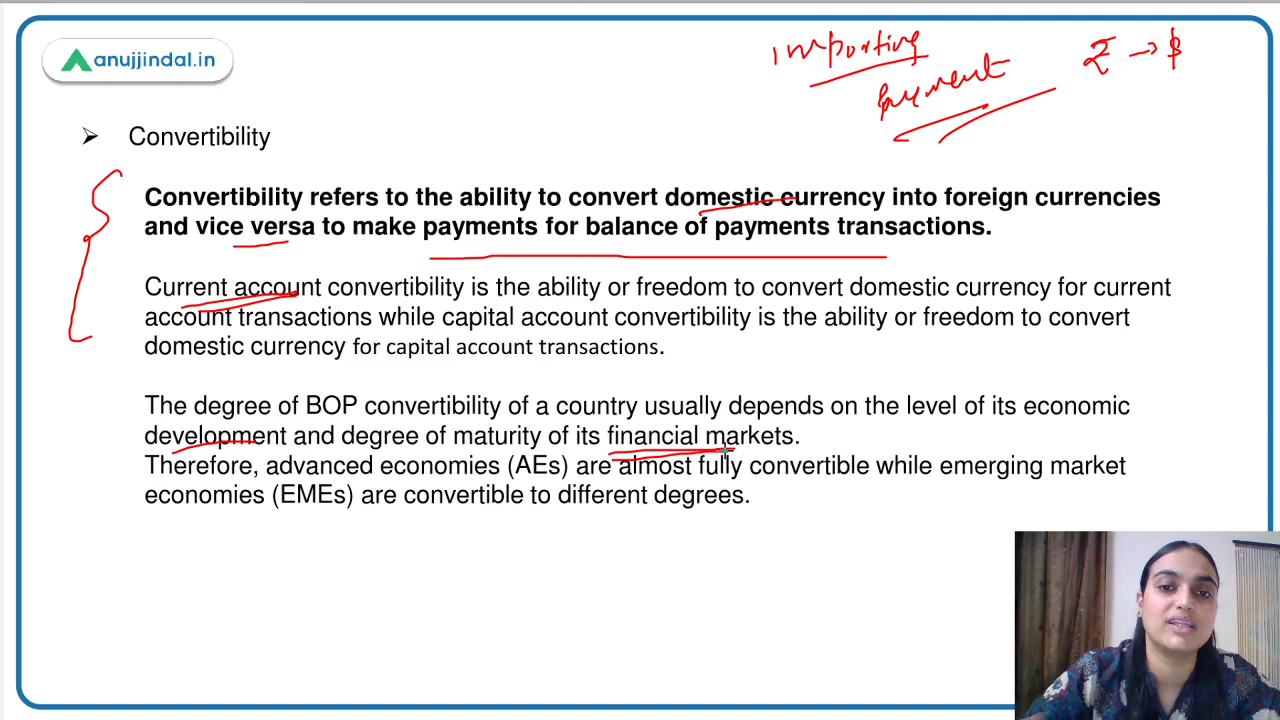 anujjindal.in
importing
payment
₹ → $
➢ Convertibility
Convertibility refers to the ability to convert domestic currency into foreign currencies
and vice versa to make payments for balance of payments transactions.
Current account convertibility is the ability or freedom to convert domestic currency for current
account transactions while capital account convertibility is the ability or freedom to convert
domestic currency for capital account transactions.
The degree of BOP convertibility of a country usually depends on the level of its economic
development and degree of maturity of its financial markets.
Therefore, advanced economies (AEs) are almost fully convertible while emerging market
economies (EMEs) are convertible to different degrees.